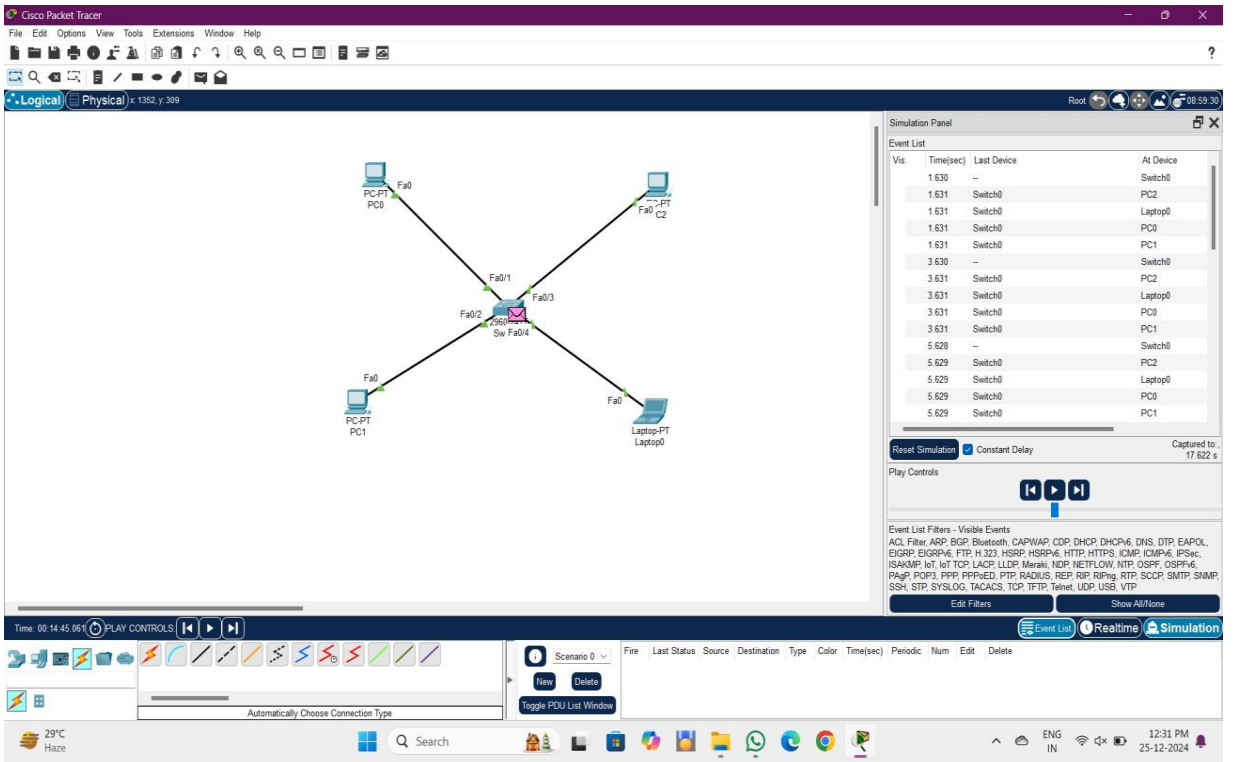 Cisco Packet Tracer
File Edit Options View Tools Extensions Window Help
?
Logical Physical x: 1352, y: 309 Root 08:59:30
Simulation Panel
Event List
Vis. Time(sec) Last Device At Device
1.630 -- Switch0
1.631 Switch0 PC2
1.631 Switch0 Laptop0
1.631 Switch0 PC0
1.631 Switch0 PC1
3.630 -- Switch0
3.631 Switch0 PC2
3.631 Switch0 Laptop0
3.631 Switch0 PC0
3.631 Switch0 PC1
5.628 -- Switch0
5.629 Switch0 PC2
5.629 Switch0 Laptop0
5.629 Switch0 PC0
5.629 Switch0 PC1
Reset Simulation Constant Delay Captured to:
17.622 s
Play Controls
Event List Filters - Visible Events
ACL Filter, ARP, BGP, Bluetooth, CAPWAP, CDP, DHCP, DHCPv6, DNS, DTP, EAPOL,
EIGRP, EIGRPv6, FTP, H.323, HSRP, HSRPv6, HTTP, HTTPS, ICMP, ICMPv6, IPSec,
ISAKMP, IoT, IoT TCP, LACP, LLDP, Meraki, NDP, NETFLOW, NTP, OSPF, OSPFv6,
PAgP, POP3, PPP, PPPoED, PTP, RADIUS, REP, RIP, RIPng, RTP, SCCP, SMTP, SNMP,
SSH, STP, SYSLOG, TACACS, TCP, TFTP, Telnet, UDP, USB, VTP
Edit Filters Show All/None
Fa0
PC-PT
PC0
Fa0
-PT
C2
Fa0/1
Fa0/3
Fa0/2
2960
Sw Fa0/4
Fa0
PC-PT
PC1
Fa0
Laptop-PT
Laptop0
Time: 00:14:45.061 PLAY CONTROLS: Event List Realtime Simulation
Automatically Choose Connection Type
Scenario 0
New Delete
Toggle PDU List Window
Fire Last Status Source Destination Type Color Time(sec) Periodic Num Edit Delete
29°C
Haze
Search
ENG
IN
12:31 PM
25-12-2024